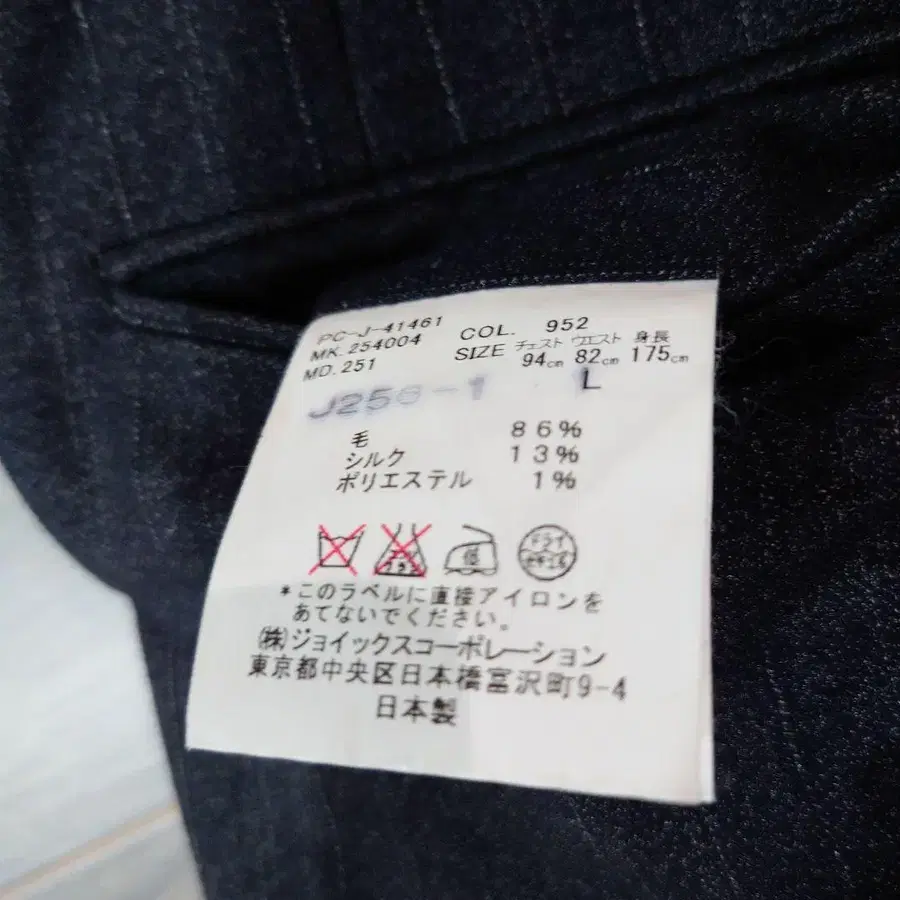 PC-J-41461
MK.254004
MD.251
COL. 952
SIZE チェスト ウエスト 身長
94cm 82cm 175cm
L
毛 86%
シルク 13%
ポリエステル 1%
低
ドライ
*このラベルに直接アイロンを
あてないでください。
(株)ジョイックスコーポレーション
東京都中央区日本橋富沢町9-4
日本製